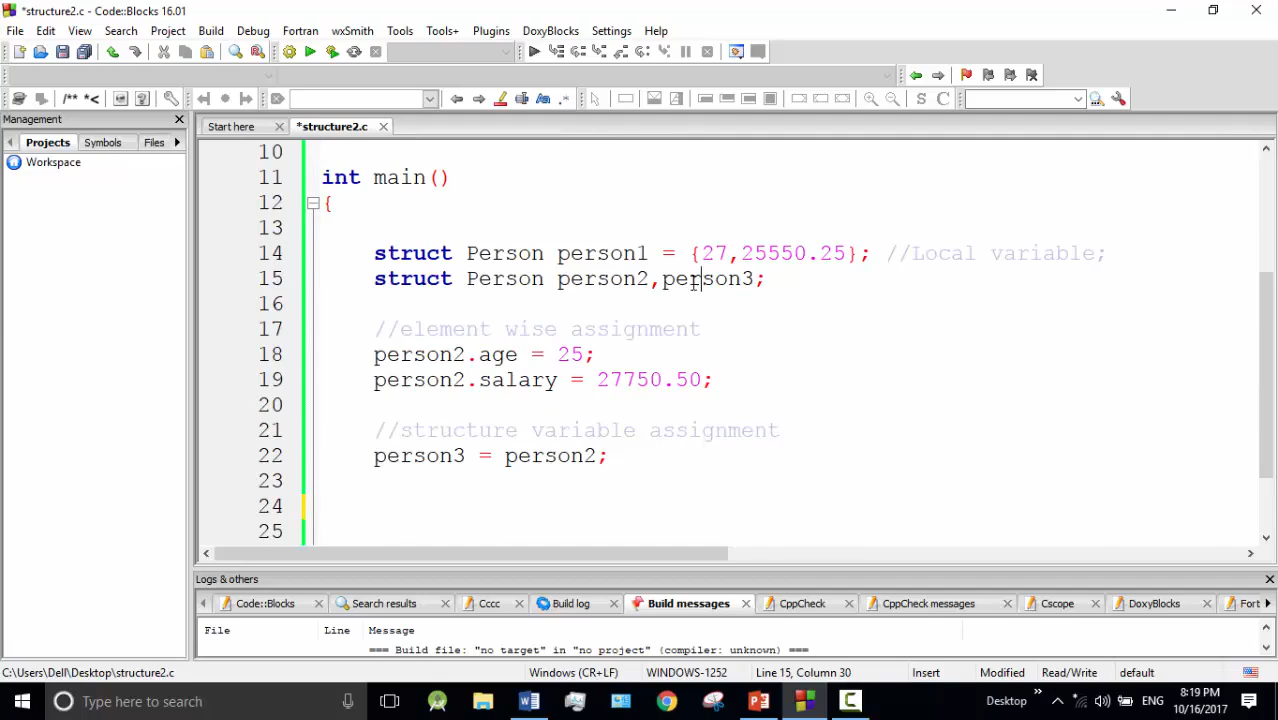 *structure2.c - Code::Blocks 16.01
File Edit View Search Project Build Debug Fortran wxSmith Tools Tools+ Plugins DoxyBlocks Settings Help
/** *<
S C
Management
Start here *structure2.c
Projects Symbols Files
Workspace
10
11 int main()
12 {
13
14 struct Person person1 = {27,25550.25}; //Local variable;
15 struct Person person2,person3;
16
17 //element wise assignment
18 person2.age = 25;
19 person2.salary = 27750.50;
20
21 //structure variable assignment
22 person3 = person2;
23
24
25
Logs & others
Code::Blocks Search results Cccc Build log Build messages CppCheck CppCheck messages Cscope DoxyBlocks Fort
File Line Message
=== Build file: "no target" in "no project" (compiler: unknown) ===
C:\Users\Dell\Desktop\structure2.c Windows (CR+LF) WINDOWS-1252 Line 15, Column 30 Insert Modified Read/Write default
Type here to search Desktop ENG 8:19 PM
10/16/2017